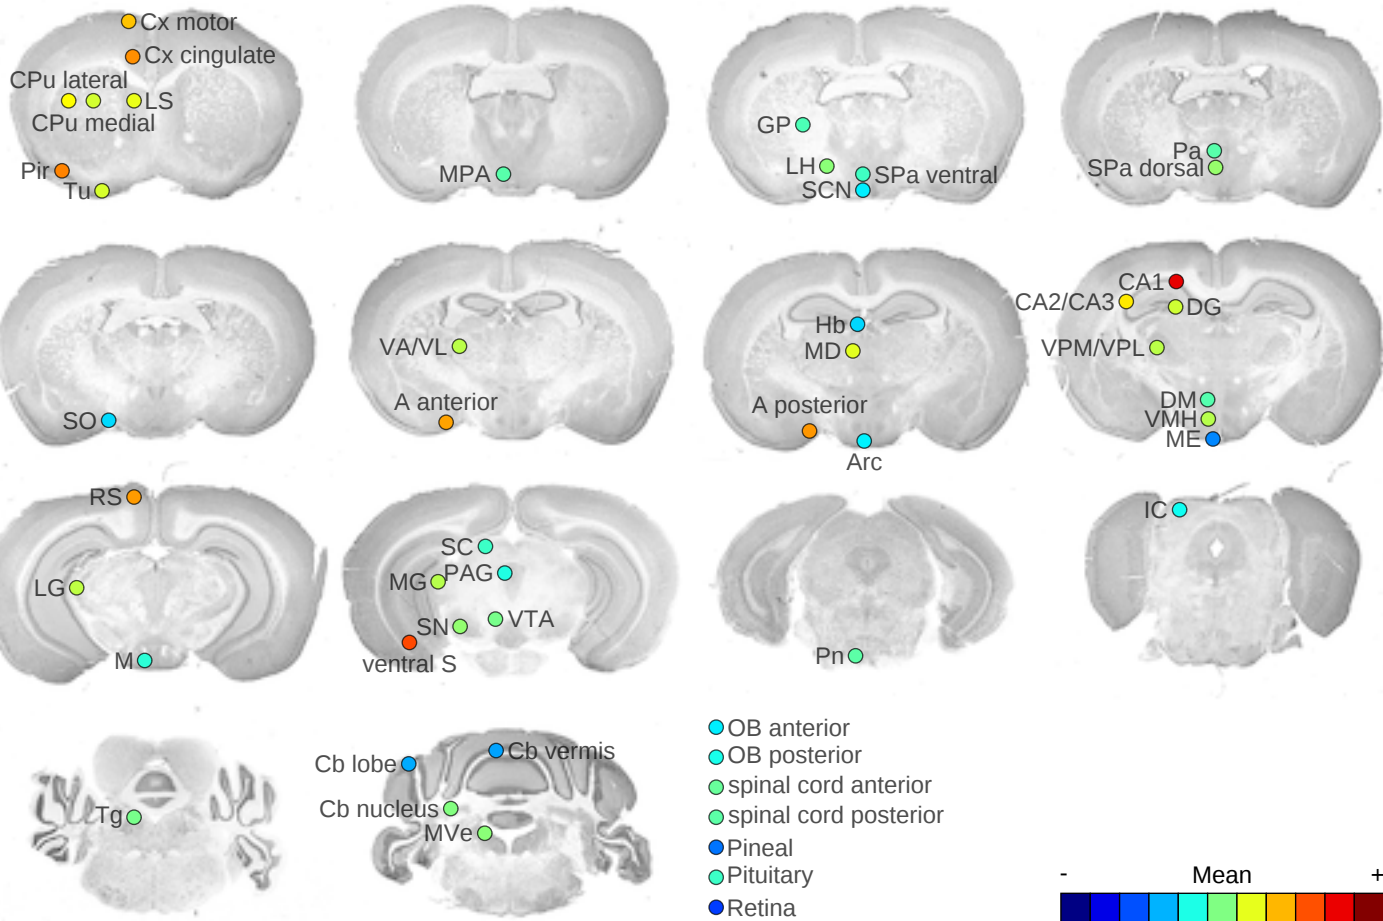 Cx motor
Cx cingulate
CPu lateral
LS
CPu medial
Pir
Tu
MPA
GP
LH
SPa ventral
SCN
Pa
SPa dorsal
SO
VA/VL
A anterior
Hb
MD
A posterior
Arc
CA1
CA2/CA3
DG
VPM/VPL
DM
VMH
ME
RS
LG
M
SC
PAG
MG
VTA
SN
ventral S
Pn
IC
Tg
Cb vermis
Cb lobe
Cb nucleus
MVe
OB anterior
OB posterior
spinal cord anterior
spinal cord posterior
Pineal
Pituitary
Retina
- Mean +